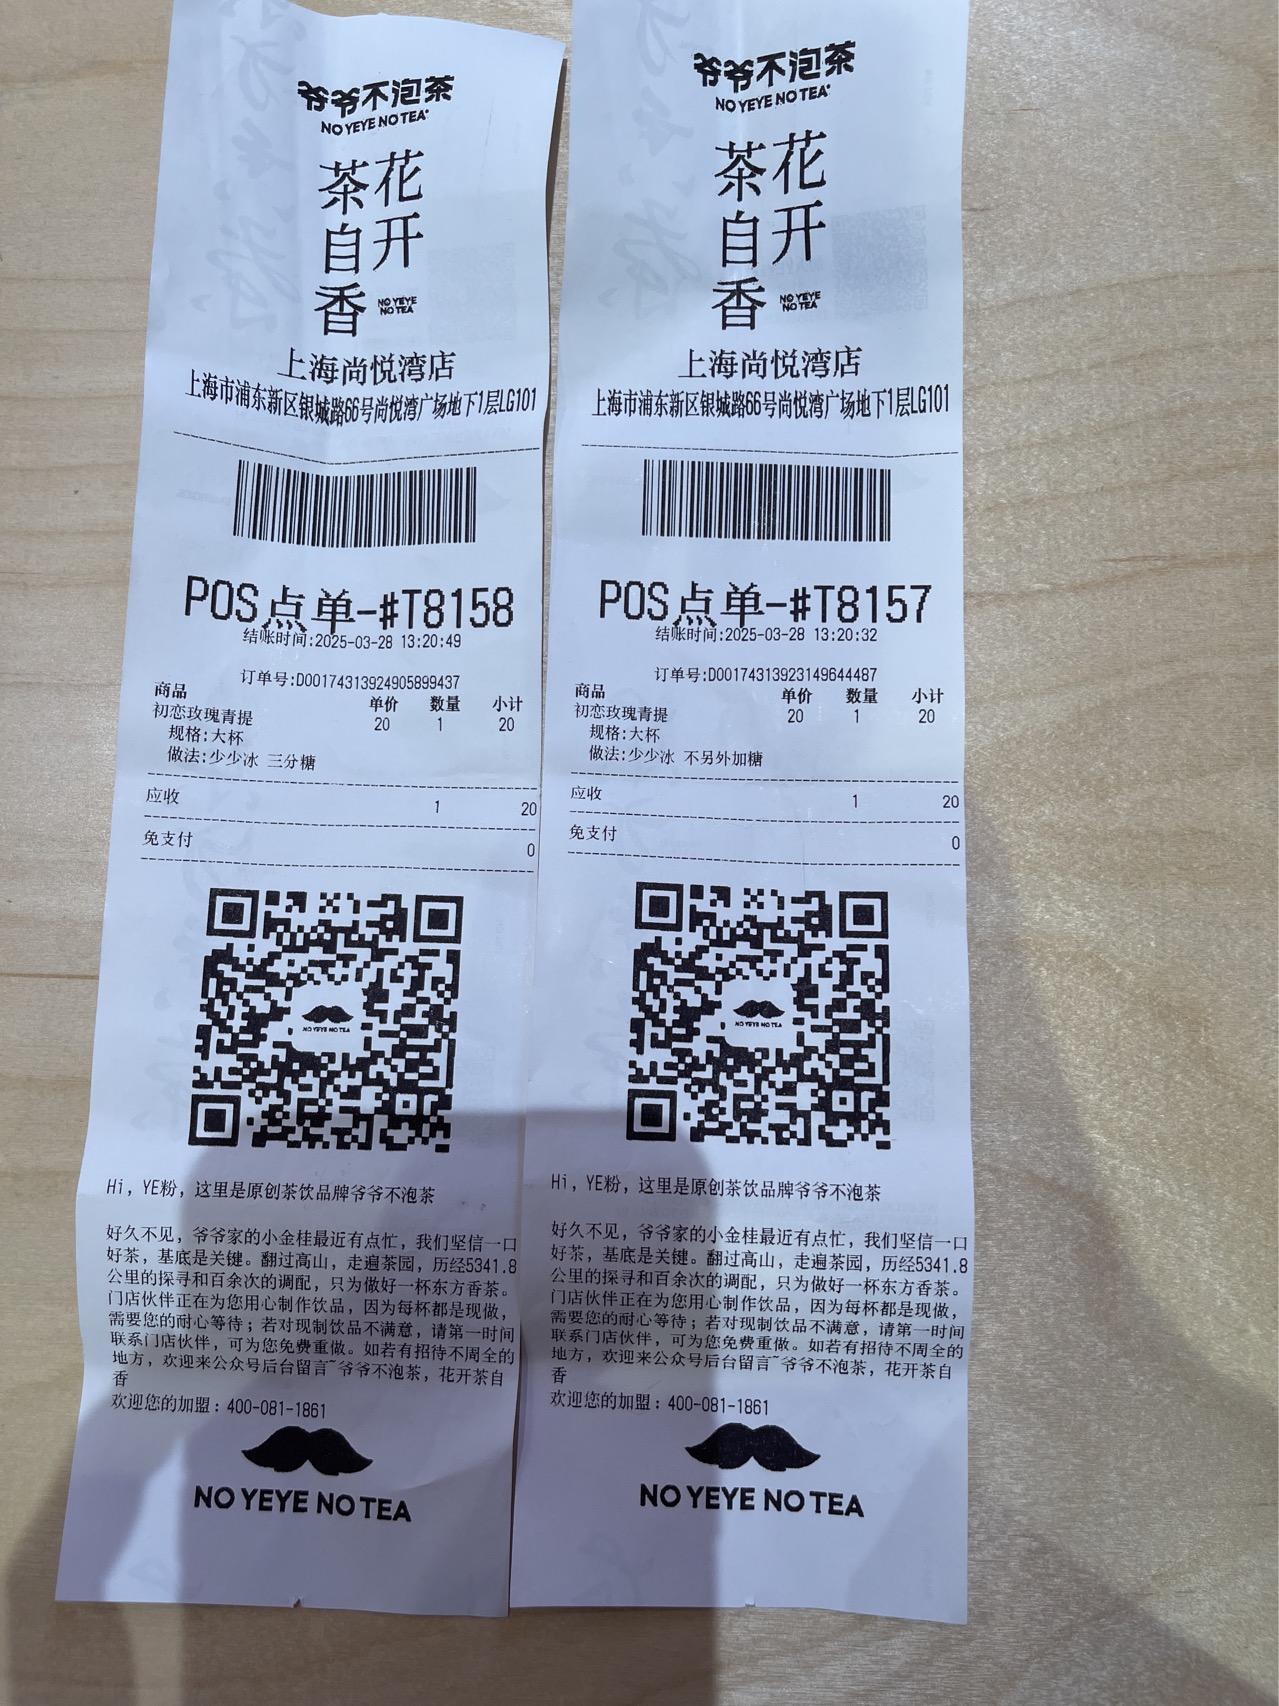 爷爷不泡茶
NO YEYE NO TEA
花开
茶自香
NO YEYE
NO TEA
上海尚悦湾店
上海市浦东新区银城路66号尚悦湾广场地下1层LG101
POS点单-#T8158
结账时间:2025-03-28 13:20:49
订单号:D001743139249058994​37
商品 单价 数量 小计
初恋玫瑰青提 20 1 20
规格:大杯
做法:少少冰 三分糖
应收 1 20
免支付 0
NO YEYE NO TEA
Hi, YE粉，这里是原创茶饮品牌爷爷不泡茶
好久不见，爷爷家的小金桂最近有点忙，我们坚信一口
好茶，基底是关键。翻过高山，走遍茶园，历经5341.8
公里的探寻和百余次的调配，只为做好一杯东方香茶。
门店伙伴正在为您用心制作饮品，因为每杯都是现做，
需要您的耐心等待；若对现制饮品不满意，请第一时间
联系门店伙伴，可为您免费重做。如若有招待不周全的
地方，欢迎来公众号后台留言~爷爷不泡茶，花开茶自
香
欢迎您的加盟：400-081-1861
NO YEYE NO TEA
爷爷不泡茶
NO YEYE NO TEA
花开
茶自香
NO YEYE
NO TEA
上海尚悦湾店
上海市浦东新区银城路66号尚悦湾广场地下1层LG101
POS点单-#T8157
结账时间:2025-03-28 13:20:32
订单号:D00174313923149644487
商品 单价 数量 小计
初恋玫瑰青提 20 1 20
规格:大杯
做法:少少冰 不另外加糖
应收 1 20
免支付 0
NO YEYE NO TEA
Hi, YE粉，这里是原创茶饮品牌爷爷不泡茶
好久不见，爷爷家的小金桂最近有点忙，我们坚信一口
好茶，基底是关键。翻过高山，走遍茶园，历经5341.8
公里的探寻和百余次的调配，只为做好一杯东方香茶。
门店伙伴正在为您用心制作饮品，因为每杯都是现做，
需要您的耐心等待；若对现制饮品不满意，请第一时间
联系门店伙伴，可为您免费重做。如若有招待不周全的
地方，欢迎来公众号后台留言~爷爷不泡茶，花开茶自
香
欢迎您的加盟：400-081-1861
NO YEYE NO TEA